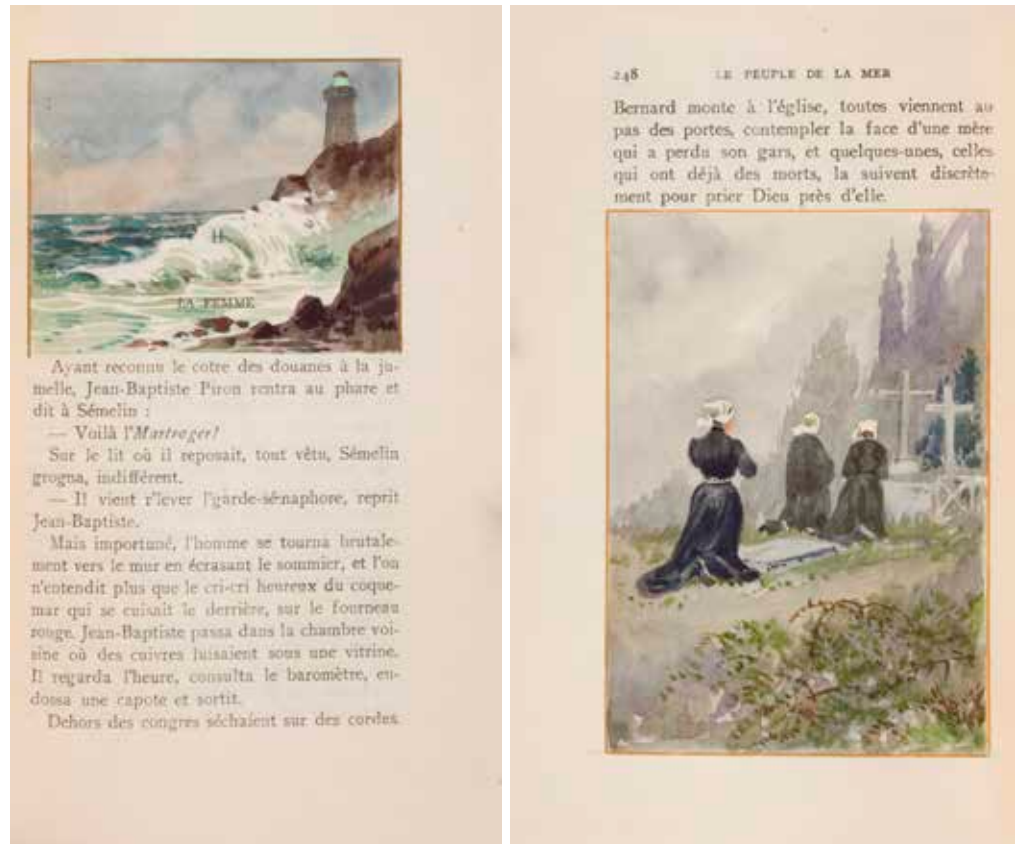 II
LA FEMME
Ayant reconnu le cotre des douanes à la ju-
melle, Jean-Baptiste Piron rentra au phare et
dit à Sémelin :
— Voilà l'Martroger!
Sur le lit où il reposait, tout vêtu, Sémelin
grogna, indifférent.
— Il vient r'lever l'garde-sémaphore, reprit
Jean-Baptiste.
Mais importuné, l'homme se tourna brutale-
ment vers le mur en écrasant le sommier, et l'on
n'entendit plus que le cri-cri heureux du coque-
mar qui se cuisait le derrière, sur le fourneau
rouge. Jean-Baptiste passa dans la chambre voi-
sine où des cuivres luisaient sous une vitrine.
Il regarda l'heure, consulta le baromètre, en-
dossa une capote et sortit.
Dehors des congres séchaient sur des cordes
248 LE PEUPLE DE LA MER
Bernard monte à l'église, toutes viennent au
pas des portes, contempler la face d'une mère
qui a perdu son gars, et quelques-unes, celles
qui ont déjà des morts, la suivent discrète-
ment pour prier Dieu près d'elle.